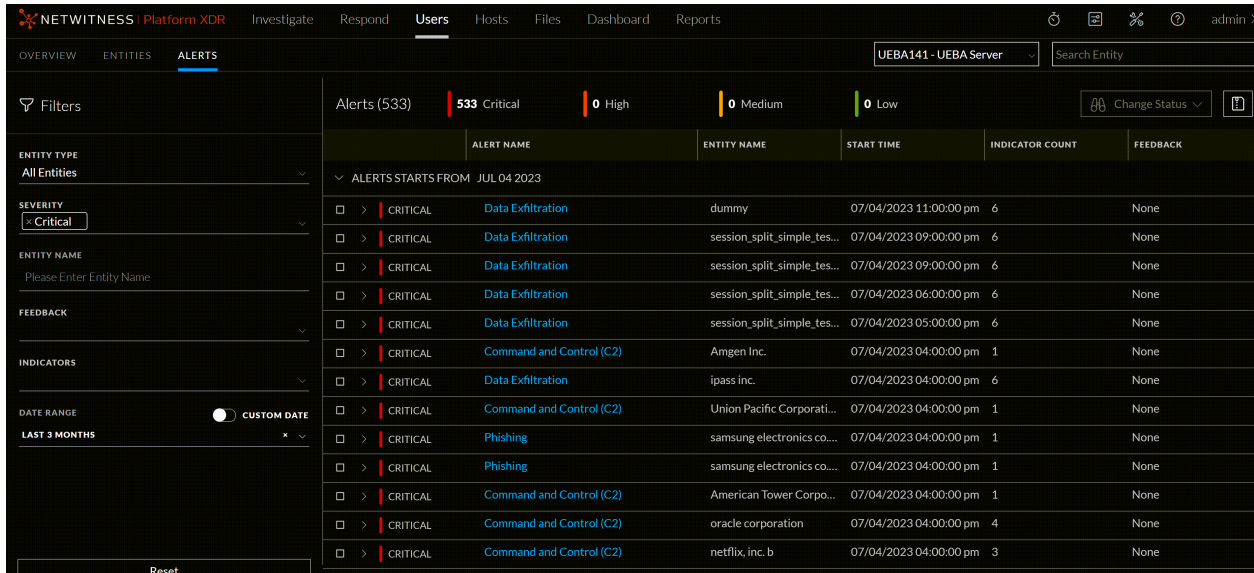 NETWITNESS | Platform XDR Investigate Respond Users Hosts Files Dashboard Reports admin
OVERVIEW ENTITIES ALERTS UEBA141 - UEBA Server Search Entity
Filters
ENTITY TYPE
All Entities
SEVERITY
× Critical
ENTITY NAME
Please Enter Entity Name
FEEDBACK
INDICATORS
DATE RANGE CUSTOM DATE
LAST 3 MONTHS ×
Reset
Alerts (533) 533 Critical 0 High 0 Medium 0 Low Change Status
ALERT NAME ENTITY NAME START TIME INDICATOR COUNT FEEDBACK
ALERTS STARTS FROM JUL 04 2023
CRITICAL Data Exfiltration dummy 07/04/2023 11:00:00 pm 6 None
CRITICAL Data Exfiltration session_split_simple_tes... 07/04/2023 09:00:00 pm 6 None
CRITICAL Data Exfiltration session_split_simple_tes... 07/04/2023 09:00:00 pm 6 None
CRITICAL Data Exfiltration session_split_simple_tes... 07/04/2023 06:00:00 pm 6 None
CRITICAL Data Exfiltration session_split_simple_tes... 07/04/2023 05:00:00 pm 6 None
CRITICAL Command and Control (C2) Amgen Inc. 07/04/2023 04:00:00 pm 1 None
CRITICAL Data Exfiltration ipass inc. 07/04/2023 04:00:00 pm 6 None
CRITICAL Command and Control (C2) Union Pacific Corporati... 07/04/2023 04:00:00 pm 1 None
CRITICAL Phishing samsung electronics co.... 07/04/2023 04:00:00 pm 1 None
CRITICAL Phishing samsung electronics co.... 07/04/2023 04:00:00 pm 1 None
CRITICAL Command and Control (C2) American Tower Corpo... 07/04/2023 04:00:00 pm 1 None
CRITICAL Command and Control (C2) oracle corporation 07/04/2023 04:00:00 pm 4 None
CRITICAL Command and Control (C2) netflix, inc. b 07/04/2023 04:00:00 pm 3 None